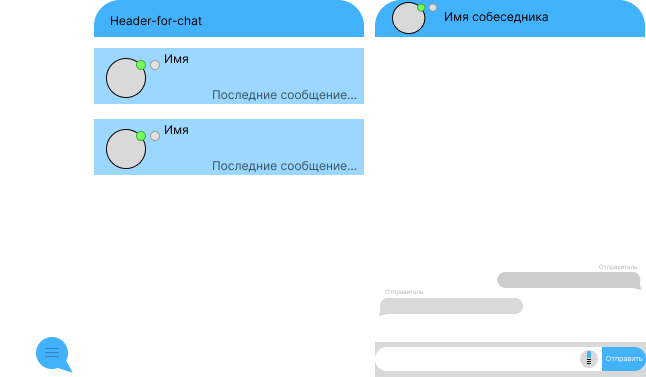 Header-for-chat
Имя
Последние сообщение...
Имя
Последние сообщение...
Имя собеседника
Отправитель
Отправитель
Отправить